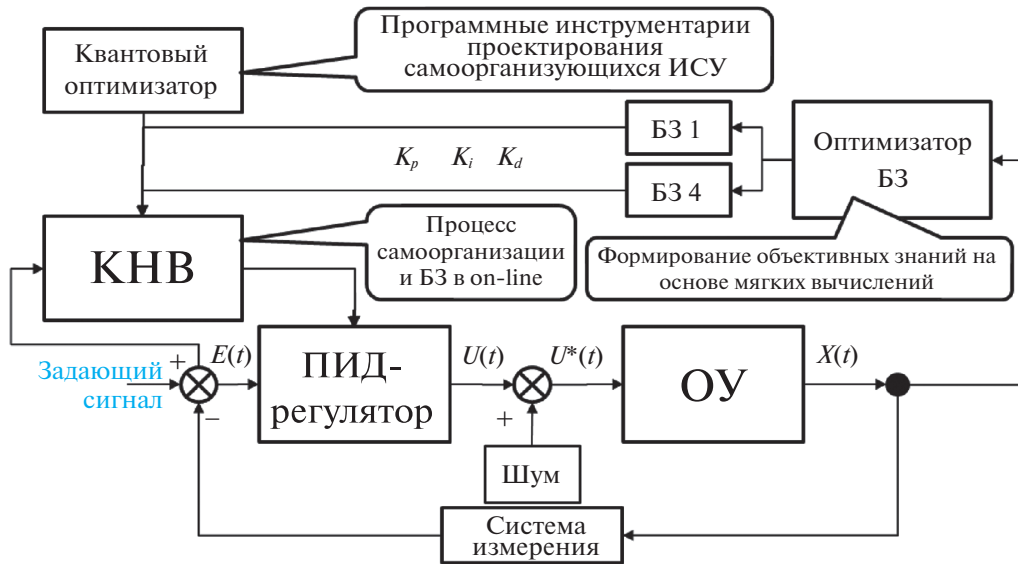 Квантовый
оптимизатор
Программные инструментарии
проектирования
самоорганизующихся ИСУ
БЗ 1
Оптимизатор
БЗ
K_p K_i K_d
БЗ 4
КНВ
Процесс
самоорганизации
и БЗ в on-line
Формирование объективных знаний на
основе мягких вычислений
Задающий
сигнал
+
−
E(t)
ПИД-
регулятор
U(t)
+
U*(t)
ОУ
X(t)
Шум
Система
измерения